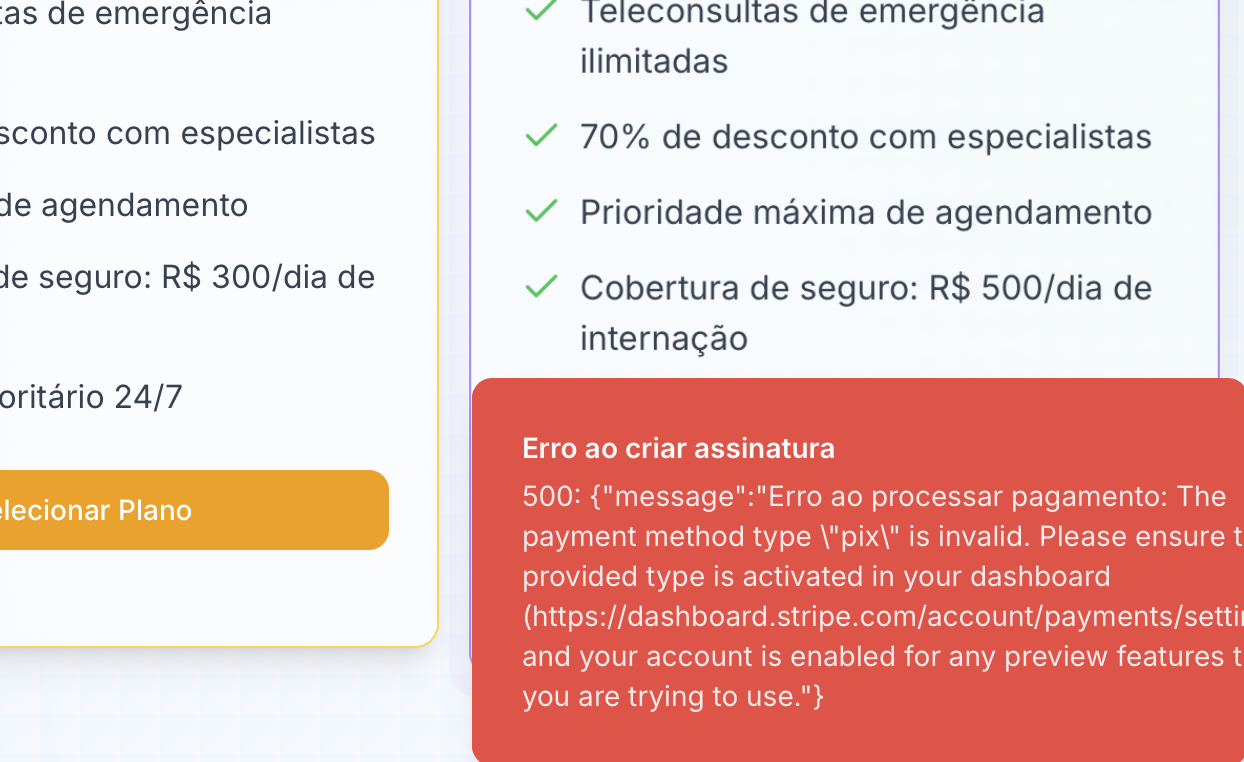 tas de emergência
sconto com especialistas
de agendamento
de seguro: R$ 300/dia de
oritário 24/7
elecionar Plano
Teleconsultas de emergência
ilimitadas
70% de desconto com especialistas
Prioridade máxima de agendamento
Cobertura de seguro: R$ 500/dia de
internação
Erro ao criar assinatura
500: {"message":"Erro ao processar pagamento: The
payment method type \"pix\" is invalid. Please ensure t
provided type is activated in your dashboard
(https://dashboard.stripe.com/account/payments/settin
and your account is enabled for any preview features t
you are trying to use."}